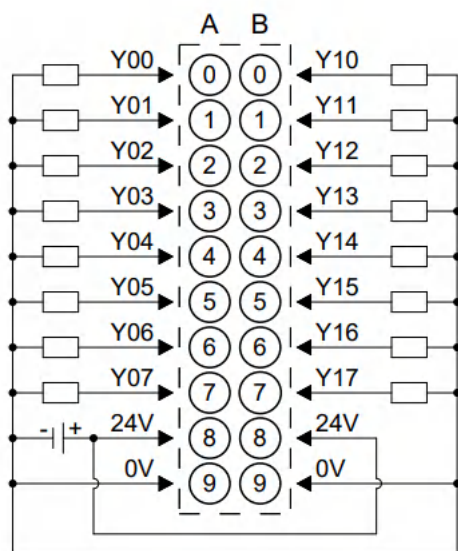 A B
Y00 0 0 Y10
Y01 1 1 Y11
Y02 2 2 Y12
Y03 3 3 Y13
Y04 4 4 Y14
Y05 5 5 Y15
Y06 6 6 Y16
Y07 7 7 Y17
- + 24V 8 8 24V
0V 9 9 0V